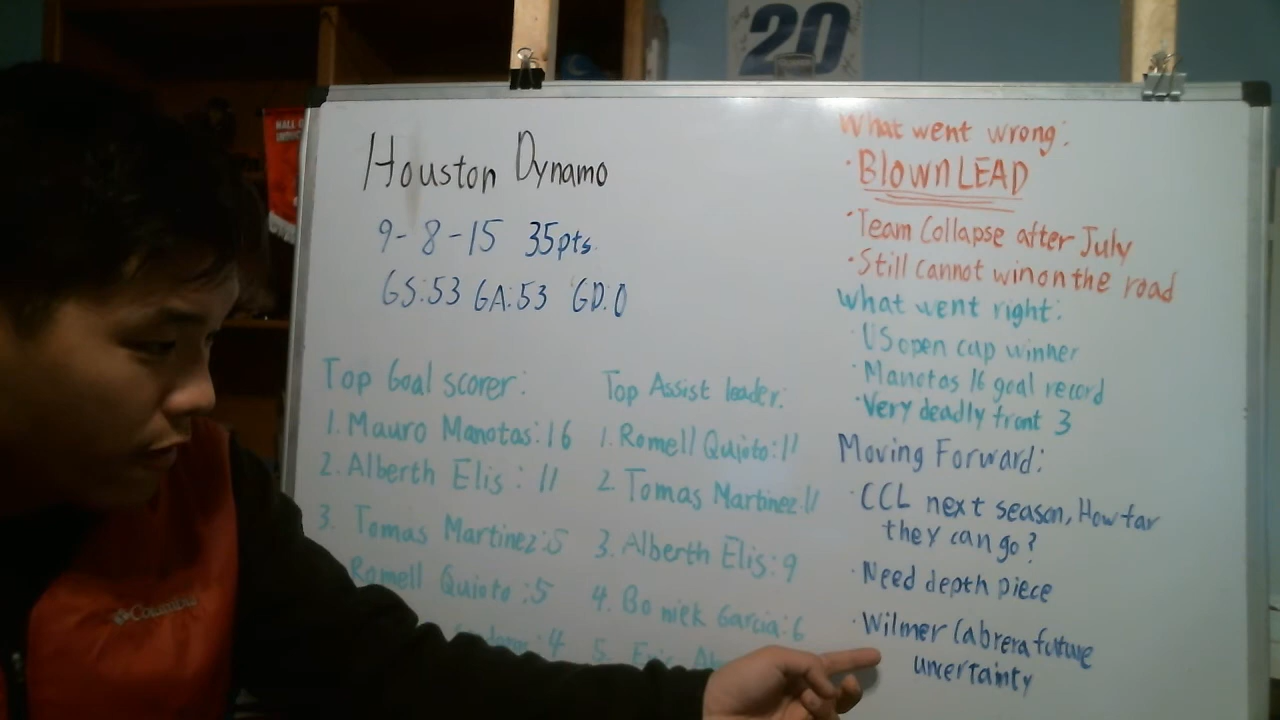 20
HALL
Houston Dynamo
9-8-15 35pts.
GS:53 GA:53 GD:0
Top Goal scorer:
1. Mauro Manotas: 16
2. Alberth Elis: 11
3. Tomas Martinez: 5
Romell Quioto: 5
: 4
Top Assist leader:
1. Romell Quioto: 11
2. Tomas Martinez 11
3. Alberth Elis: 9
4. Boniek Garcia: 6
5.
What went wrong:
· BlOWN LEAD
· Team Collapse after July
· Still cannot win on the road
What went right:
· US open cup winner
· Manotas 16 goal record
· Very deadly front 3
Moving Forward:
· CCL next season, How far
they can go?
· Need depth piece
· Wilmer Cabrera future
uncertainty
Columbia